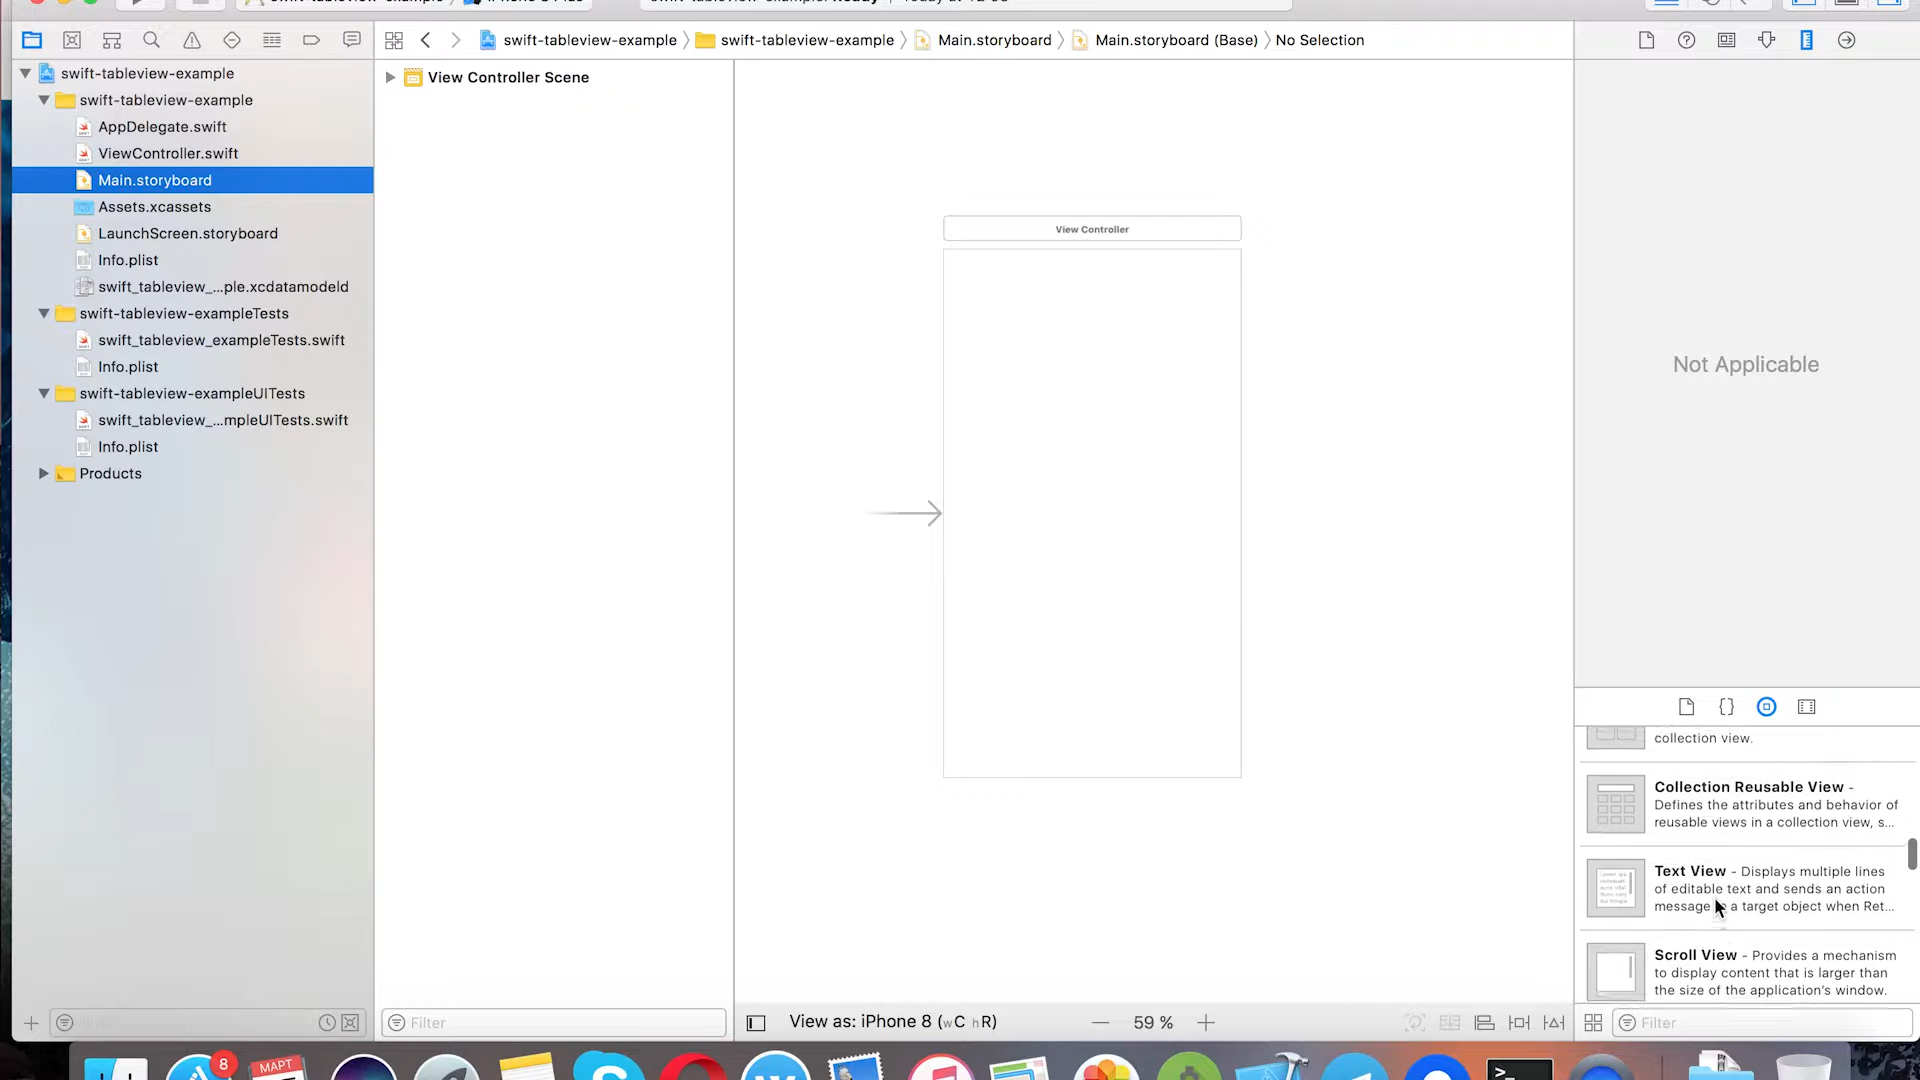 swift-tableview-example
swift-tableview-example
Main.storyboard
Main.storyboard (Base)
No Selection
swift-tableview-example
swift-tableview-example
AppDelegate.swift
ViewController.swift
Main.storyboard
Assets.xcassets
LaunchScreen.storyboard
Info.plist
swift_tableview_...ple.xcdatamodeld
swift-tableview-exampleTests
swift_tableview_exampleTests.swift
Info.plist
swift-tableview-exampleUITests
swift_tableview_...mpleUITests.swift
Info.plist
Products
View Controller Scene
View Controller
Not Applicable
collection view.
Collection Reusable View -
Defines the attributes and behavior of
reusable views in a collection view, s...
Text View - Displays multiple lines
of editable text and sends an action
message a target object when Ret...
Scroll View - Provides a mechanism
to display content that is larger than
the size of the application's window.
Filter
View as: iPhone 8 (wC hR)
59 %
Filter
8
МАРТ